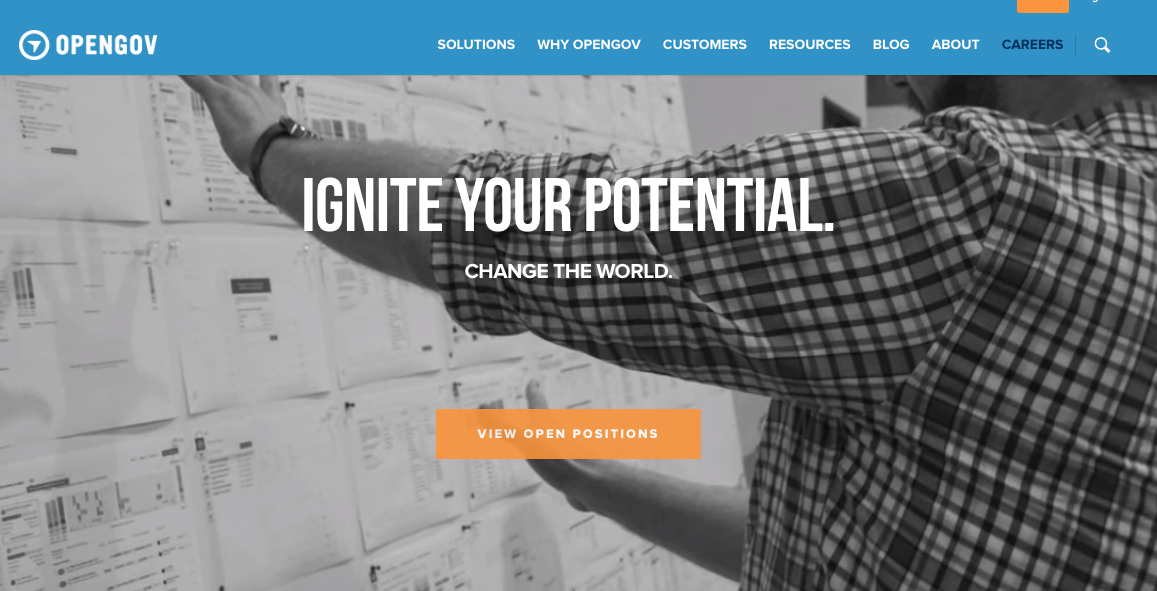 OPENGOV
SOLUTIONS WHY OPENGOV CUSTOMERS RESOURCES BLOG ABOUT CAREERS
IGNITE YOUR POTENTIAL.
CHANGE THE WORLD.
VIEW OPEN POSITIONS